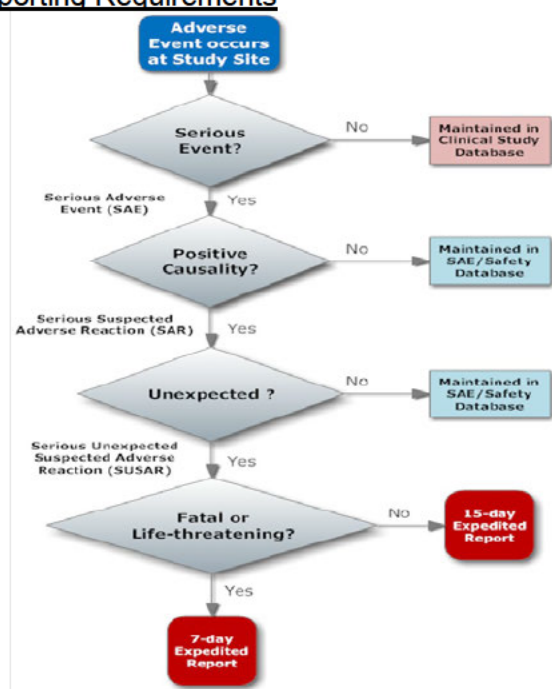 porting Requirements
Adverse
Event occurs
at Study Site
Serious
Event?
No
Maintained in
Clinical Study
Database
Serious Adverse
Event (SAE)
Yes
Positive
Causality?
No
Maintained in
SAE/Safety
Database
Serious Suspected
Adverse Reaction (SAR)
Yes
Unexpected ?
No
Maintained in
SAE/Safety
Database
Serious Unexpected
Suspected Adverse
Reaction (SUSAR)
Yes
Fatal or
Life-threatening?
No
15-day
Expedited
Report
Yes
7-day
Expedited
Report